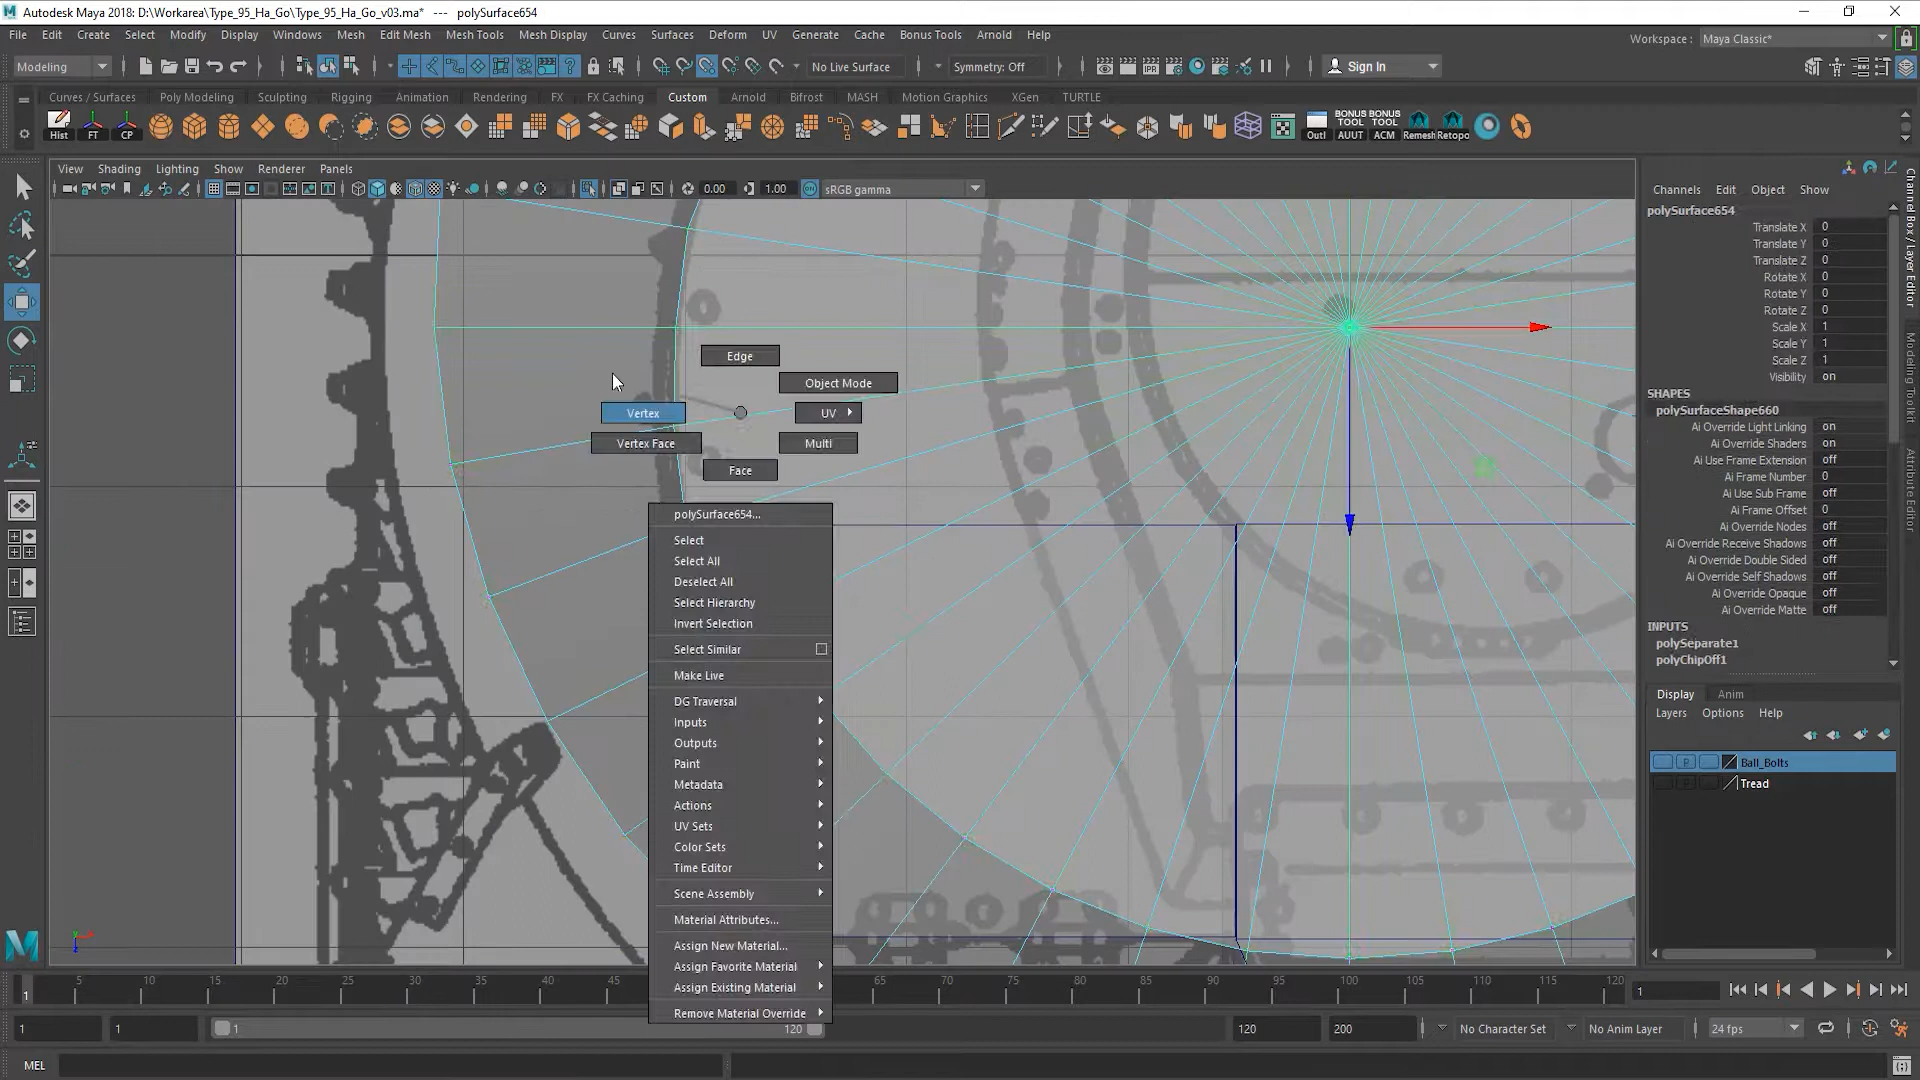 Autodesk Maya 2018: D:\Workarea\Type_95_Ha_Go\Type_95_Ha_Go_v03.ma* --- polySurface654
File Edit Create Select Modify Display Windows Mesh Edit Mesh Mesh Tools Mesh Display Curves Surfaces Deform UV Generate Cache Bonus Tools Arnold Help
Workspace : Maya Classic*
Modeling No Live Surface Symmetry: Off Sign In
Curves / Surfaces Poly Modeling Sculpting Rigging Animation Rendering FX FX Caching Custom Arnold Bifrost MASH Motion Graphics XGen TURTLE
Hist FT CP Outl BONUS TOOL AUUT BONUS TOOL ACM Remesh Retopo
View Shading Lighting Show Renderer Panels
0.00 1.00 sRGB gamma
Edge
Object Mode
Vertex
UV
Vertex Face
Multi
Face
polySurface654...
Select
Select All
Deselect All
Select Hierarchy
Invert Selection
Select Similar
Make Live
DG Traversal
Inputs
Outputs
Paint
Metadata
Actions
UV Sets
Color Sets
Time Editor
Scene Assembly
Material Attributes...
Assign New Material...
Assign Favorite Material
Assign Existing Material
Remove Material Override
Channels Edit Object Show
polySurface654
Translate X 0
Translate Y 0
Translate Z 0
Rotate X 0
Rotate Y 0
Rotate Z 0
Scale X 1
Scale Y 1
Scale Z 1
Visibility on
SHAPES
polySurfaceShape660
Ai Override Light Linking on
Ai Override Shaders on
Ai Use Frame Extension off
Ai Frame Number 0
Ai Use Sub Frame off
Ai Frame Offset 0
Ai Override Nodes off
Ai Override Receive Shadows off
Ai Override Double Sided off
Ai Override Self Shadows off
Ai Override Opaque off
Ai Override Matte off
INPUTS
polySeparate1
polyChipOff1
Display Anim
Layers Options Help
P Ball_Bolts
P Tread
Channel Box / Layer Editor
Modeling Toolkit
Attribute Editor
5 10 15 20 25 30 35 40 45 65 70 75 80 85 90 95 100 105 110 115 120
1 1
1 1 1 120 120 200 No Character Set No Anim Layer 24 fps
MEL